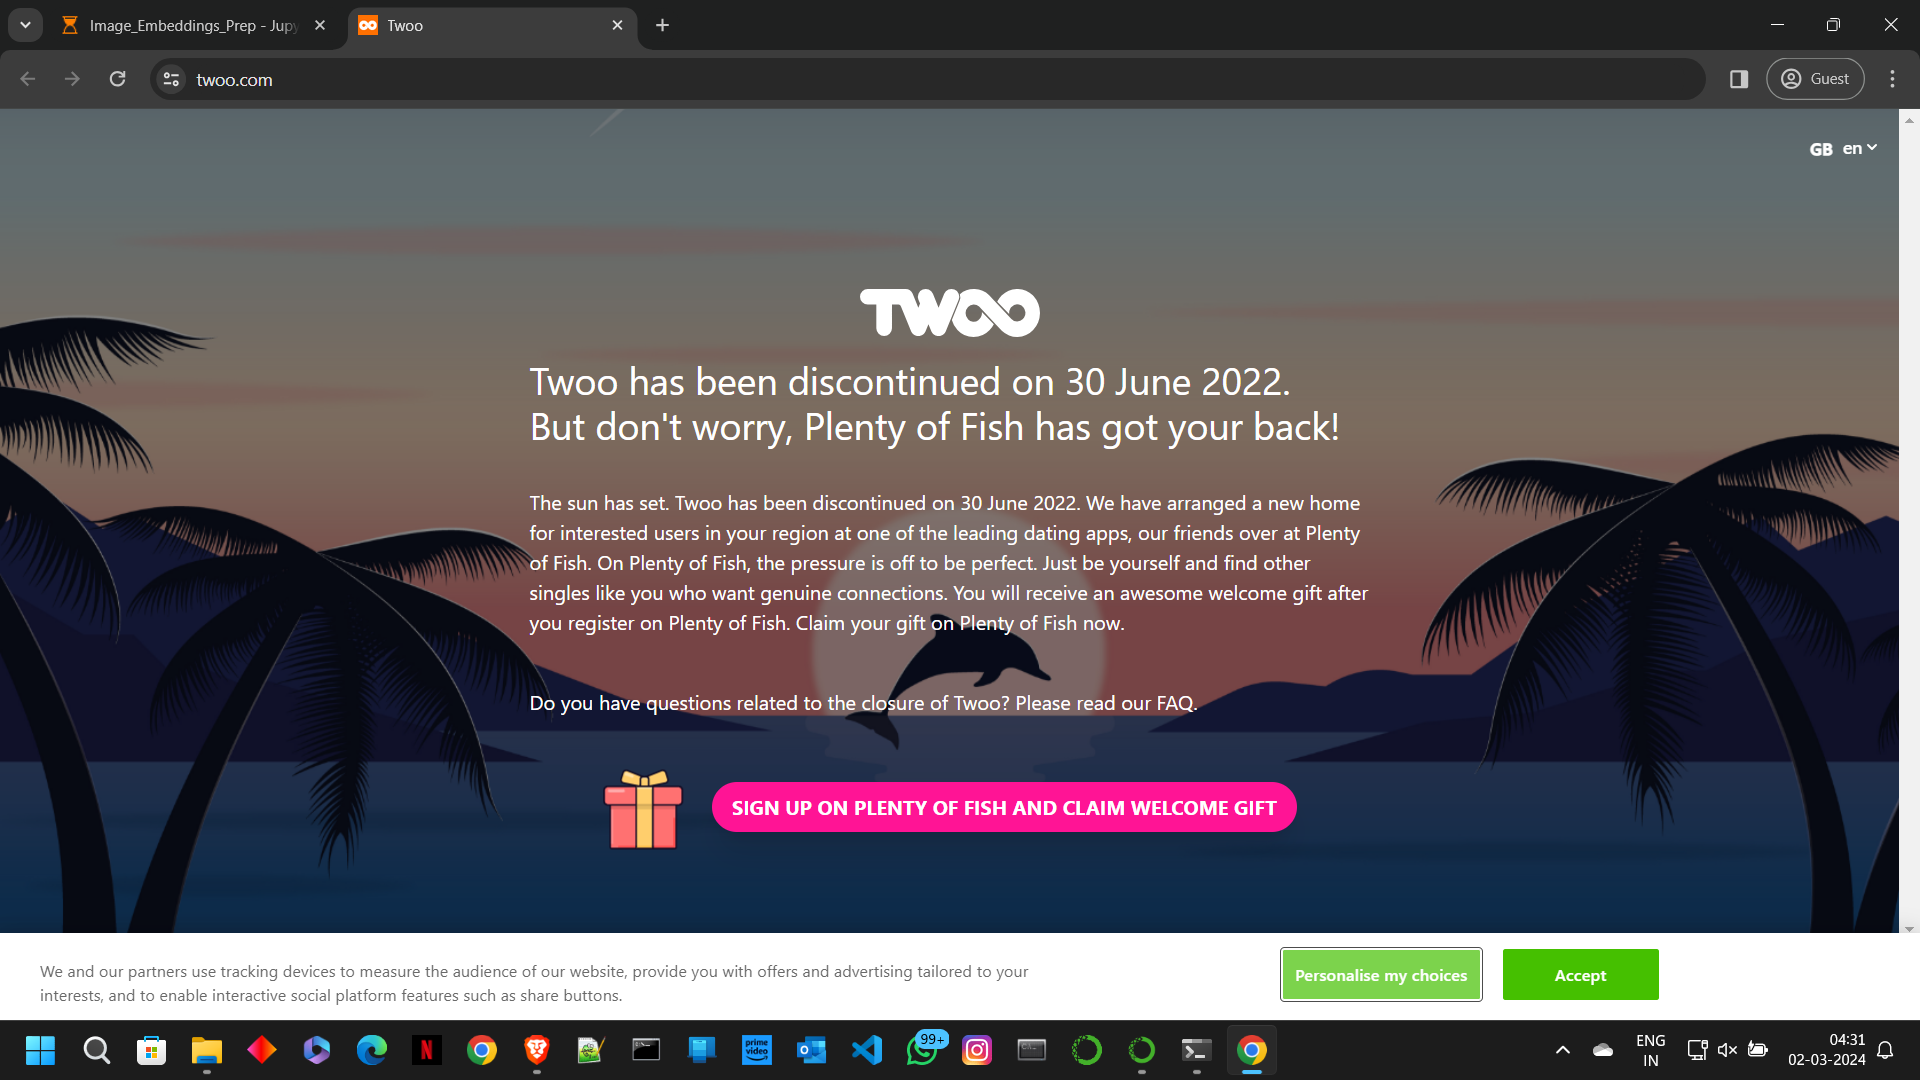 Image_Embeddings_Prep - Jupy
Twoo
twoo.com
Guest
GB en
TWOO
Twoo has been discontinued on 30 June 2022.
But don't worry, Plenty of Fish has got your back!
The sun has set. Twoo has been discontinued on 30 June 2022. We have arranged a new home
for interested users in your region at one of the leading dating apps, our friends over at Plenty
of Fish. On Plenty of Fish, the pressure is off to be perfect. Just be yourself and find other
singles like you who want genuine connections. You will receive an awesome welcome gift after
you register on Plenty of Fish. Claim your gift on Plenty of Fish now.
Do you have questions related to the closure of Twoo? Please read our FAQ.
SIGN UP ON PLENTY OF FISH AND CLAIM WELCOME GIFT
We and our partners use tracking devices to measure the audience of our website, provide you with offers and advertising tailored to your
interests, and to enable interactive social platform features such as share buttons.
Personalise my choices
Accept
N
prime
video
99+
ENG
IN
04:31
02-03-2024